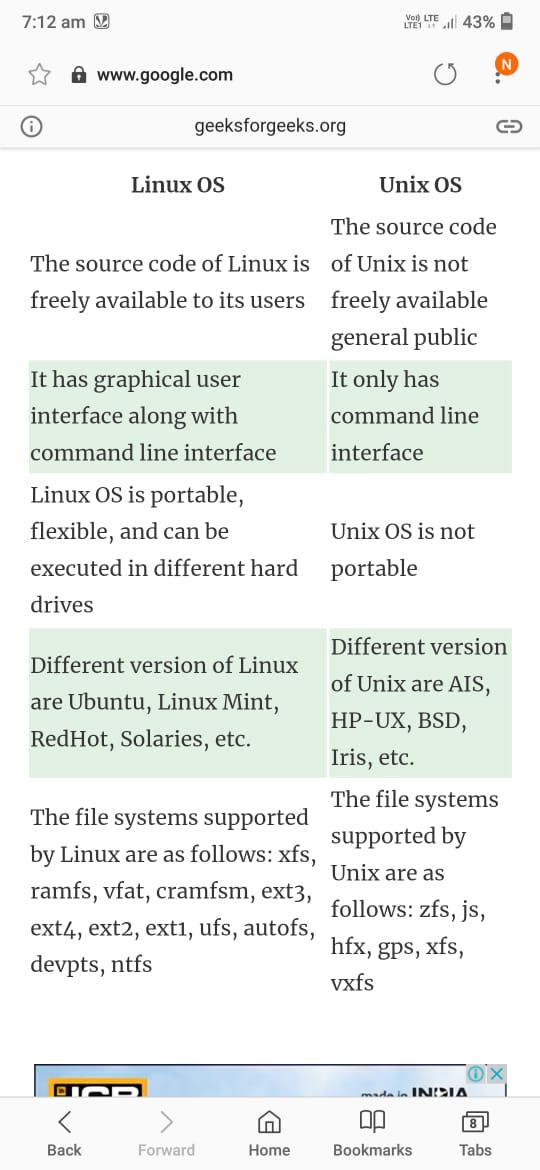 7:12 am
Vo) LTE
LTE1
43%
www.google.com
N
geeksforgeeks.org
Linux OS
Unix OS
The source code of Linux is
freely available to its users
The source code
of Unix is not
freely available
general public
It has graphical user
interface along with
command line interface
It only has
command line
interface
Linux OS is portable,
flexible, and can be
executed in different hard
drives
Unix OS is not
portable
Different version of Linux
are Ubuntu, Linux Mint,
RedHot, Solaries, etc.
Different version
of Unix are AIS,
HP-UX, BSD,
Iris, etc.
The file systems supported
by Linux are as follows: xfs,
ramfs, vfat, cramfsm, ext3,
ext4, ext2, ext1, ufs, autofs,
devpts, ntfs
The file systems
supported by
Unix are as
follows: zfs, js,
hfx, gps, xfs,
vxfs
made in INDIA
8
Back
Forward
Home
Bookmarks
Tabs